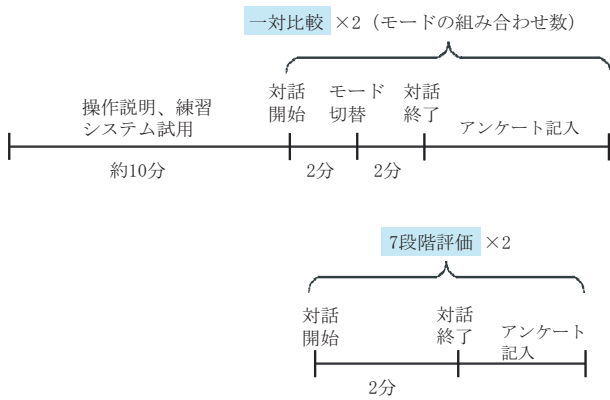 一対比較 ×2（モードの組み合わせ数）
操作説明、練習
システム試用
対話
開始
モード
切替
対話
終了
アンケート記入
約10分
2分
2分
7段階評価 ×2
対話
開始
対話
終了
アンケート
記入
2分